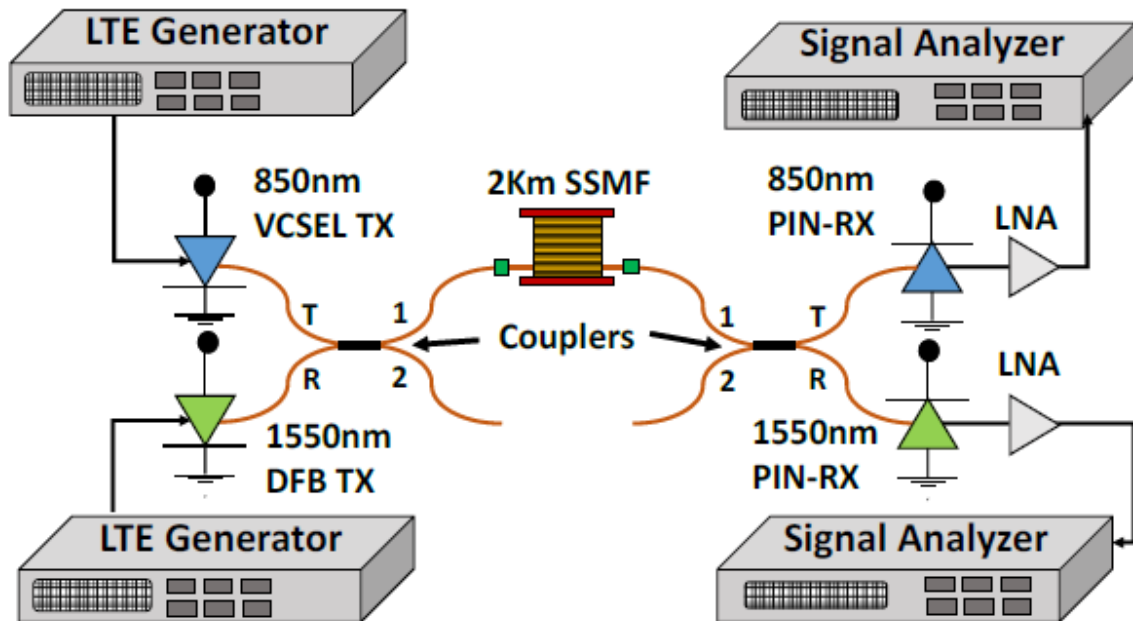 LTE Generator
Signal Analyzer
850nm
VCSEL TX
2Km SSMF
850nm
PIN-RX
LNA
T
1
Couplers
1
T
R
2
2
R
LNA
1550nm
DFB TX
1550nm
PIN-RX
LTE Generator
Signal Analyzer